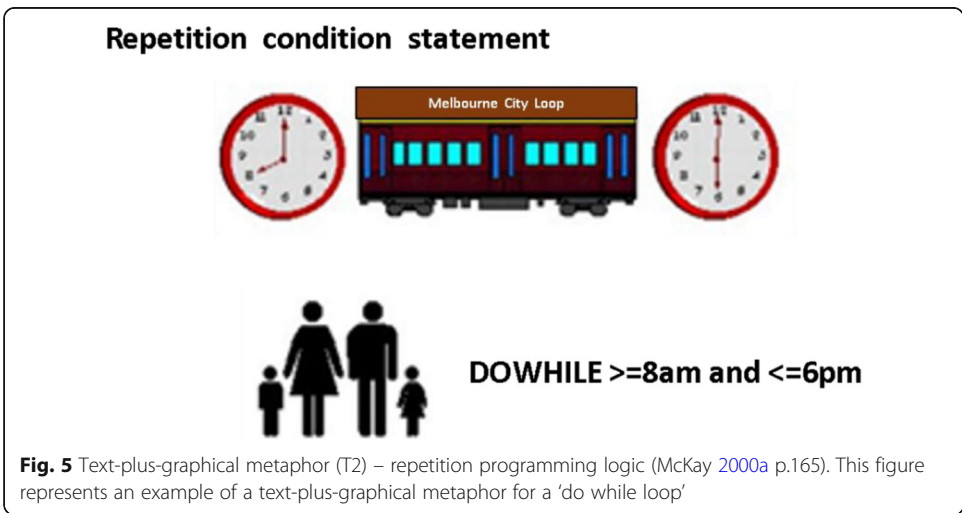 Repetition condition statement
Melbourne City Loop
DOWHILE >=8am and <=6pm
Fig. 5 Text-plus-graphical metaphor (T2) – repetition programming logic (McKay 2000a p.165). This figure
represents an example of a text-plus-graphical metaphor for a ‘do while loop’